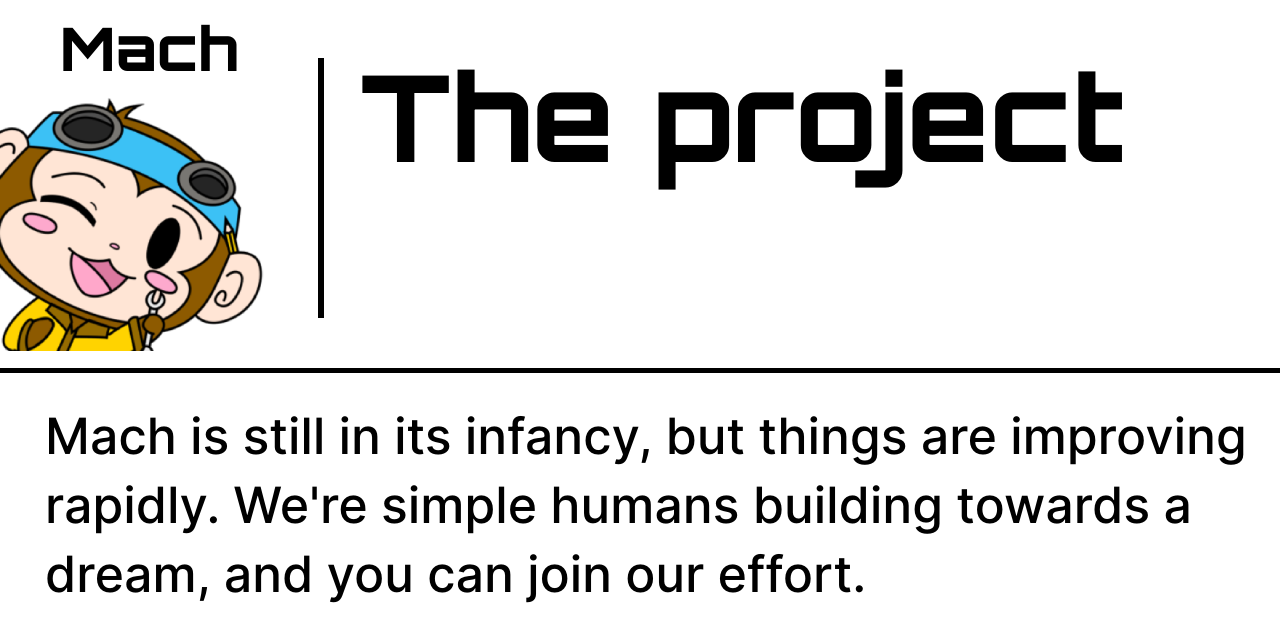 Mach
The project
Mach is still in its infancy, but things are improving
rapidly. We're simple humans building towards a
dream, and you can join our effort.